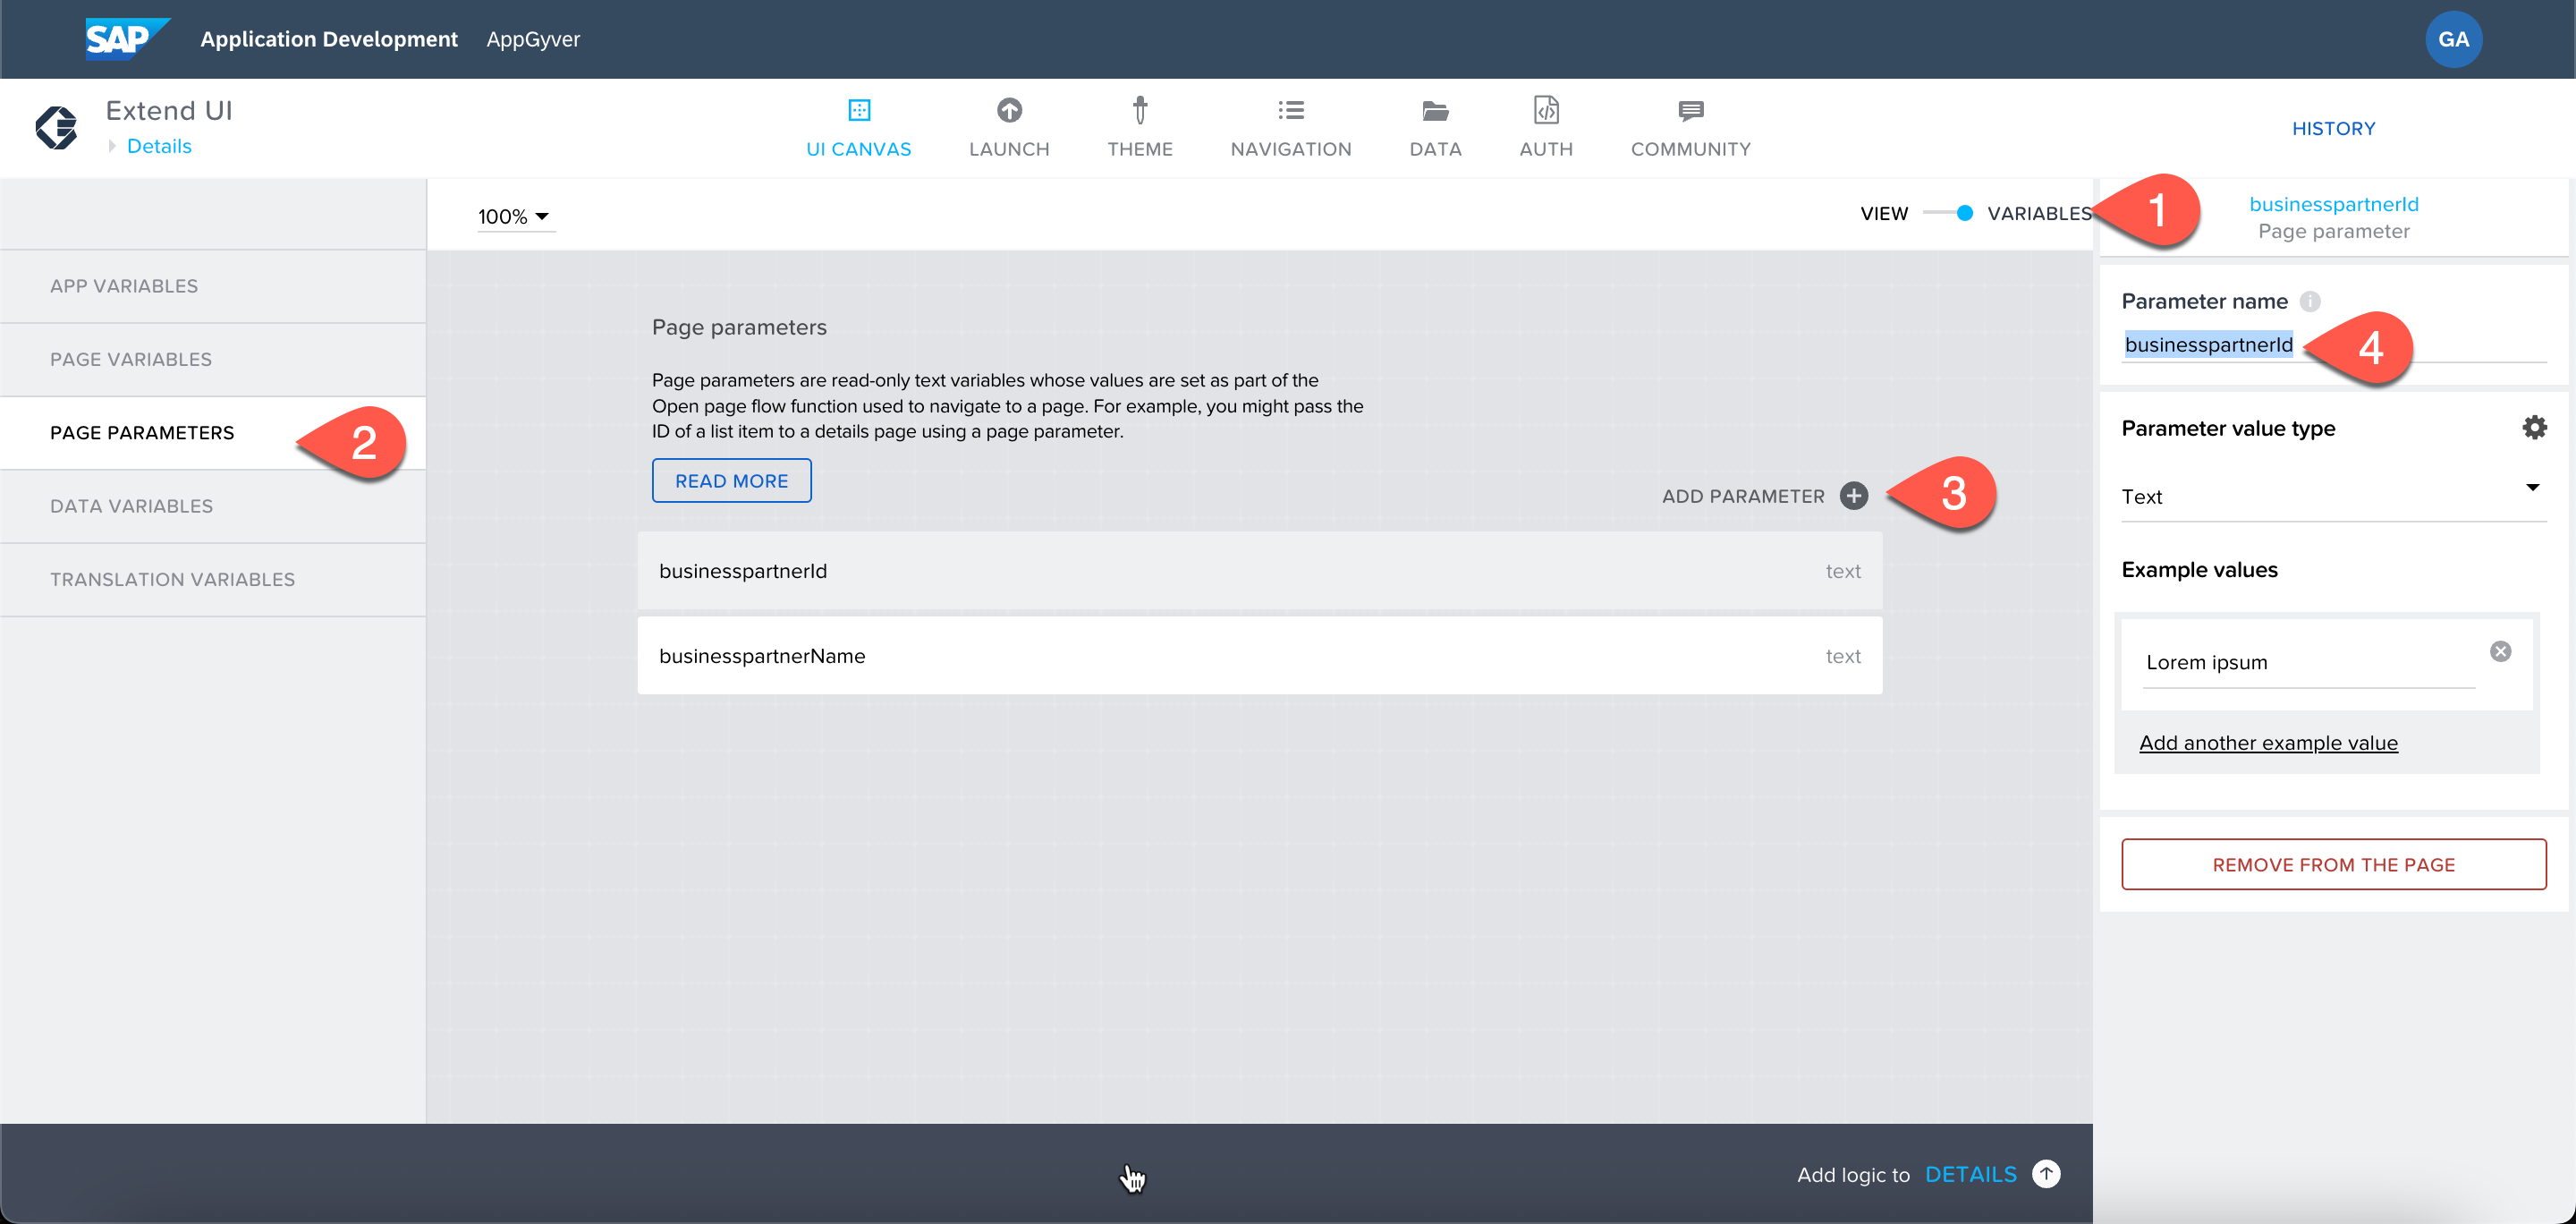 SAP Application Development AppGyver
GA
Extend UI
Details
UI CANVAS
LAUNCH
THEME
NAVIGATION
DATA
AUTH
COMMUNITY
HISTORY
100%
VIEW VARIABLES
1
businesspartnerId
Page parameter
APP VARIABLES
PAGE VARIABLES
PAGE PARAMETERS
2
DATA VARIABLES
TRANSLATION VARIABLES
Page parameters
Page parameters are read-only text variables whose values are set as part of the
Open page flow function used to navigate to a page. For example, you might pass the
ID of a list item to a details page using a page parameter.
READ MORE
ADD PARAMETER
3
businesspartnerId text
businesspartnerName text
Parameter name
businesspartnerId
4
Parameter value type
Text
Example values
Lorem ipsum
Add another example value
REMOVE FROM THE PAGE
Add logic to DETAILS